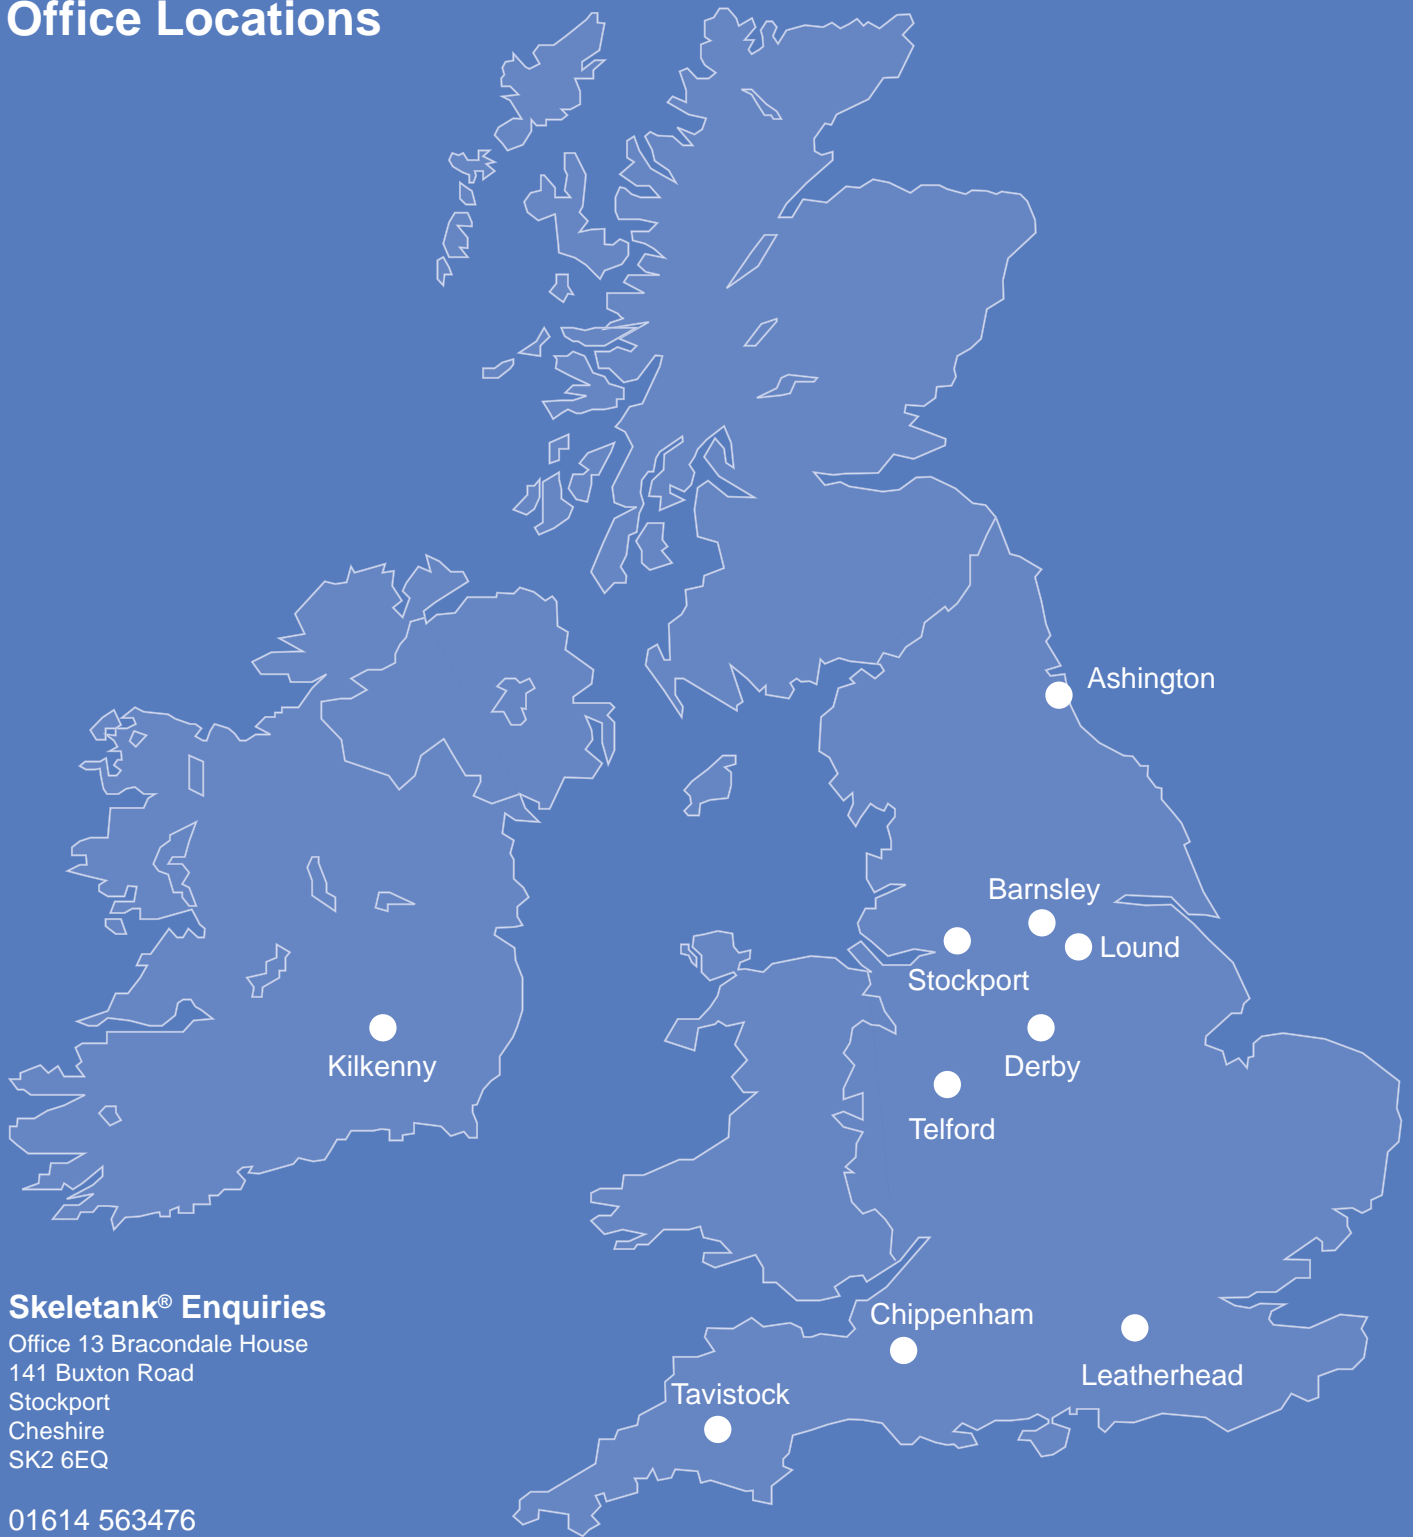 Office Locations
Ashington
Barnsley
Lound
Stockport
Kilkenny
Derby
Telford
Chippenham
Leatherhead
Tavistock
Skeletank® Enquiries
Office 13 Bracondale House
141 Buxton Road
Stockport
Cheshire
SK2 6EQ
01614 563476